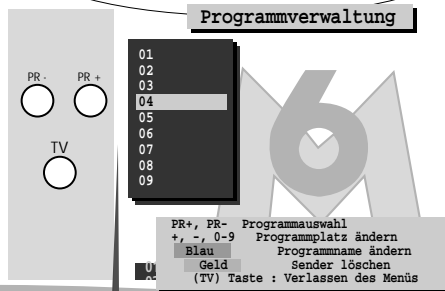 Programmverwaltung
PR - PR +
TV
01
02
03
04
05
06
07
08
09
M6
PR+, PR- Programmauswahl
+, -, 0-9 Programmplatz ändern
Blau Programmname ändern
Geld Sender löschen
(TV) Taste : Verlassen des Menüs